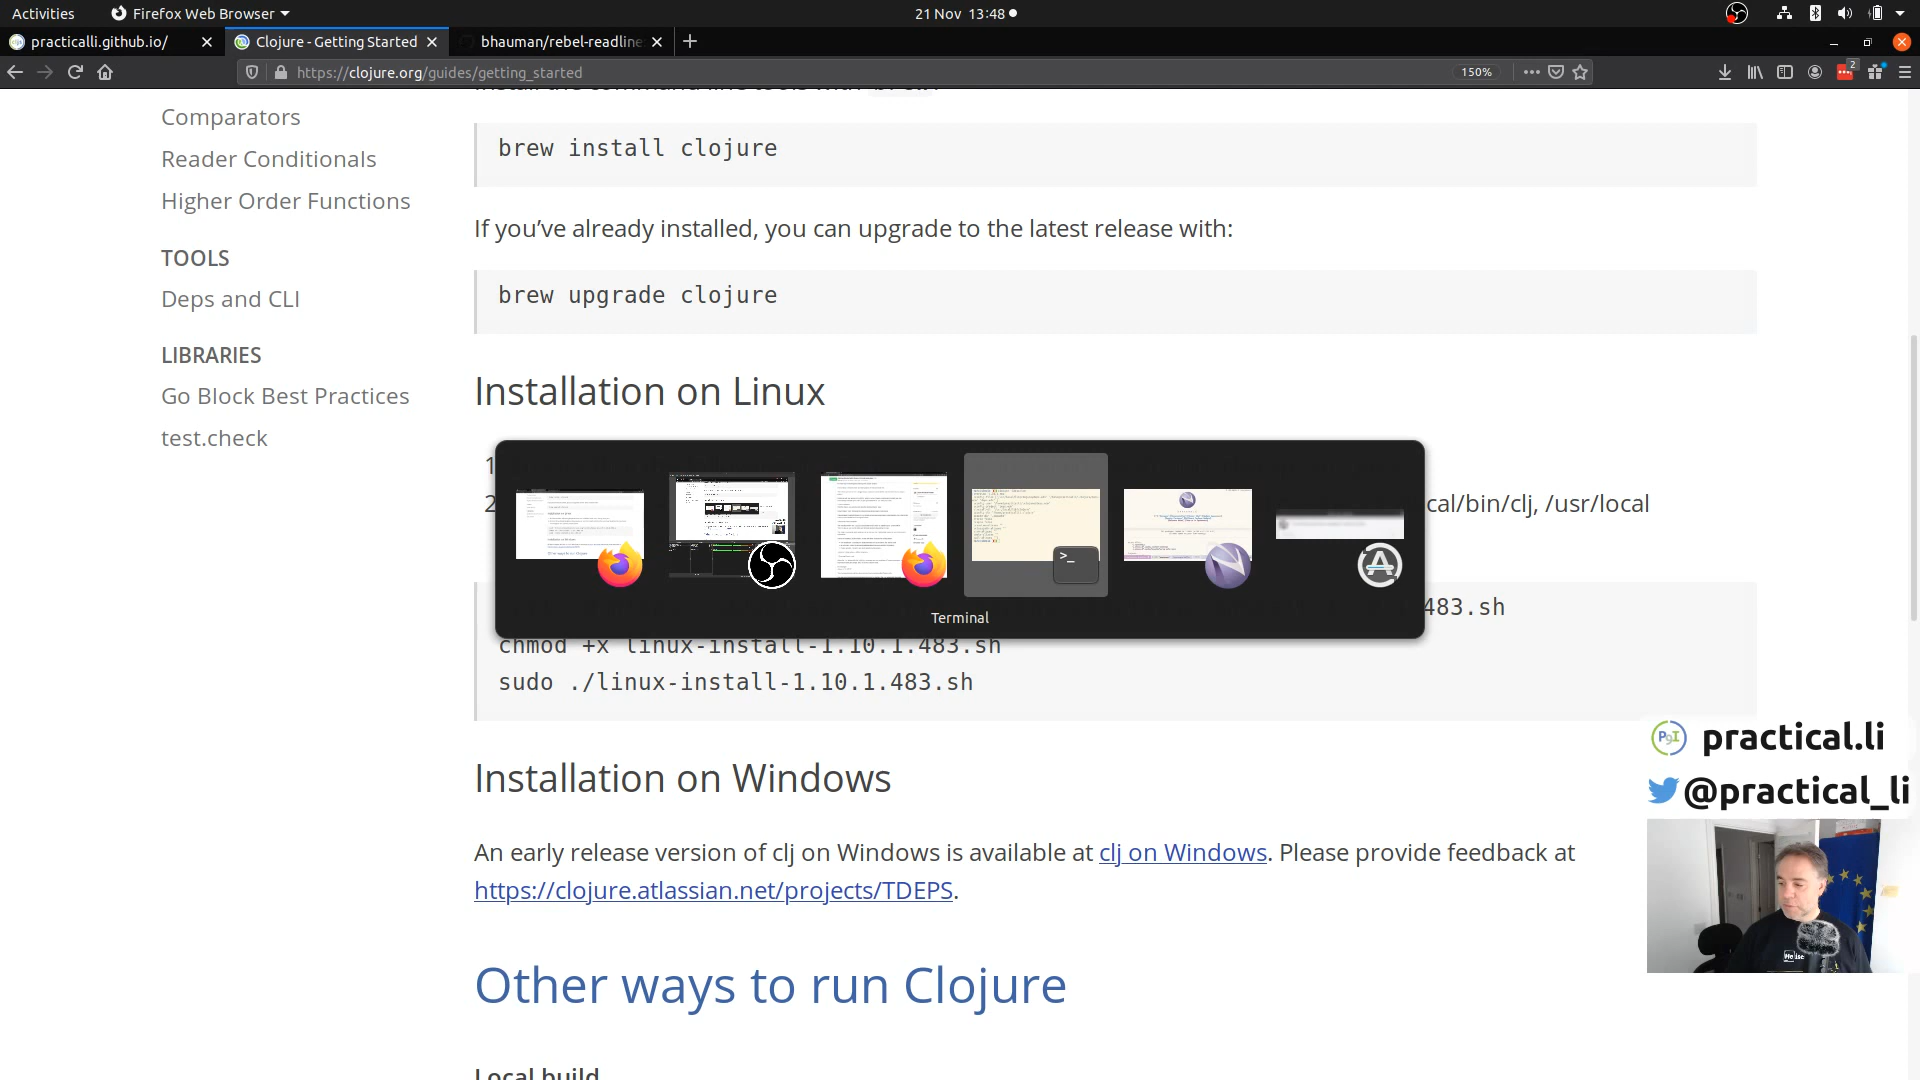 Activities
Firefox Web Browser
21 Nov 13:48
practicalli.github.io/
Clojure - Getting Started
bhauman/rebel-readline:
https://clojure.org/guides/getting_started
150%
2
Comparators
Reader Conditionals
Higher Order Functions
TOOLS
Deps and CLI
LIBRARIES
Go Block Best Practices
test.check
brew install clojure
If you’ve already installed, you can upgrade to the latest release with:
brew upgrade clojure
Installation on Linux
1
2
cal/bin/clj, /usr/local
Terminal
483.sh
chmod +x linux-install-1.10.1.483.sh
sudo ./linux-install-1.10.1.483.sh
Installation on Windows
An early release version of clj on Windows is available at clj on Windows. Please provide feedback at
https://clojure.atlassian.net/projects/TDEPS.
Other ways to run Clojure
Local build
practical.li
@practical_li